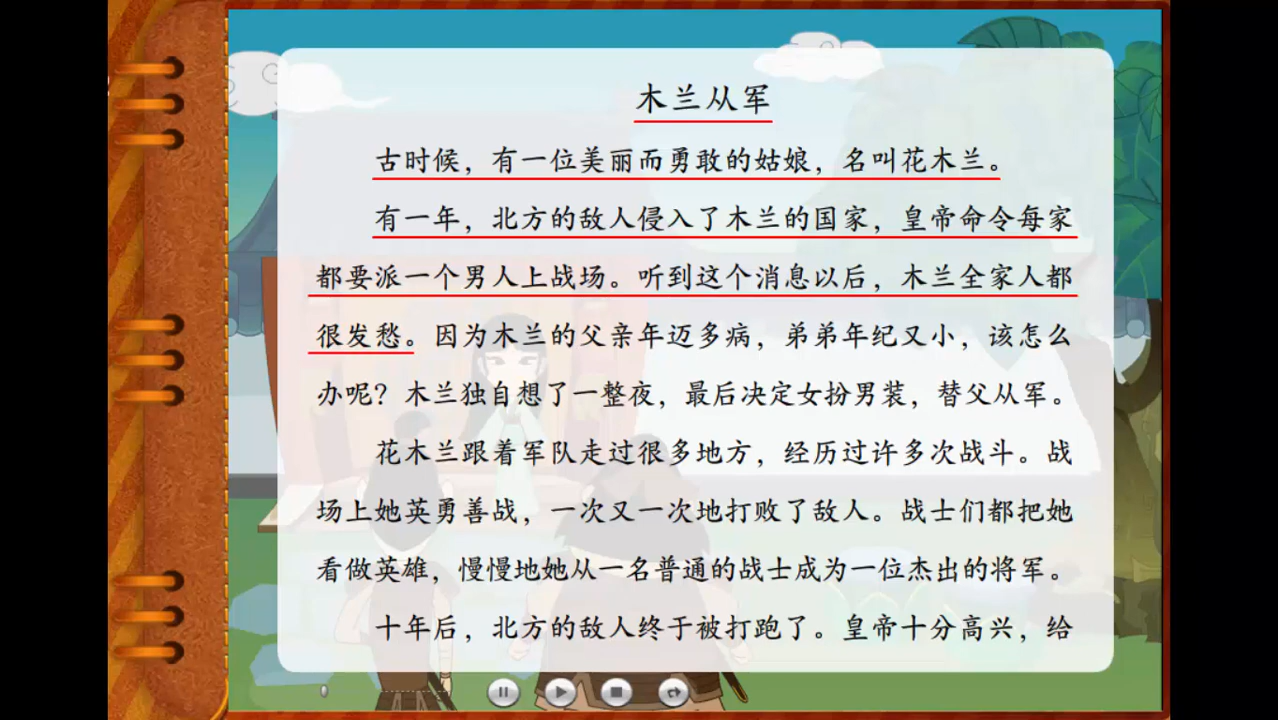 木兰从军
古时候，有一位美丽而勇敢的姑娘，名叫花木兰。
有一年，北方的敌人侵入了木兰的国家，皇帝命令每家
都要派一个男人上战场。听到这个消息以后，木兰全家人都
很发愁。因为木兰的父亲年迈多病，弟弟年纪又小，该怎么
办呢？木兰独自想了一整夜，最后决定女扮男装，替父从军。
花木兰跟着军队走过很多地方，经历过许多次战斗。战
场上她英勇善战，一次又一次地打败了敌人。战士们都把她
看做英雄，慢慢地她从一名普通的战士成为一位杰出的将军。
十年后，北方的敌人终于被打跑了。皇帝十分高兴，给